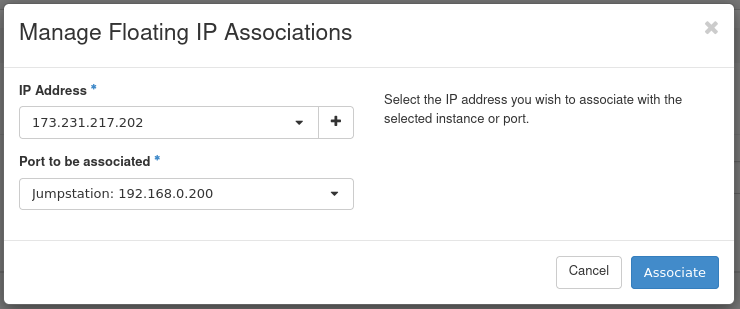 Manage Floating IP Associations
×
IP Address *
173.231.217.202
+
Select the IP address you wish to associate with the
selected instance or port.
Port to be associated *
Jumpstation: 192.168.0.200
Cancel
Associate